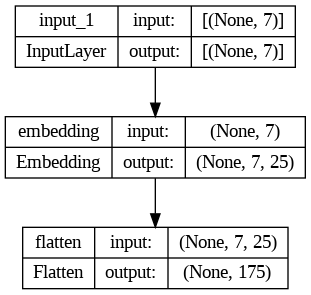 input_1 input: [(None, 7)]
InputLayer output: [(None, 7)]
embedding input: (None, 7)
Embedding output: (None, 7, 25)
flatten input: (None, 7, 25)
Flatten output: (None, 175)